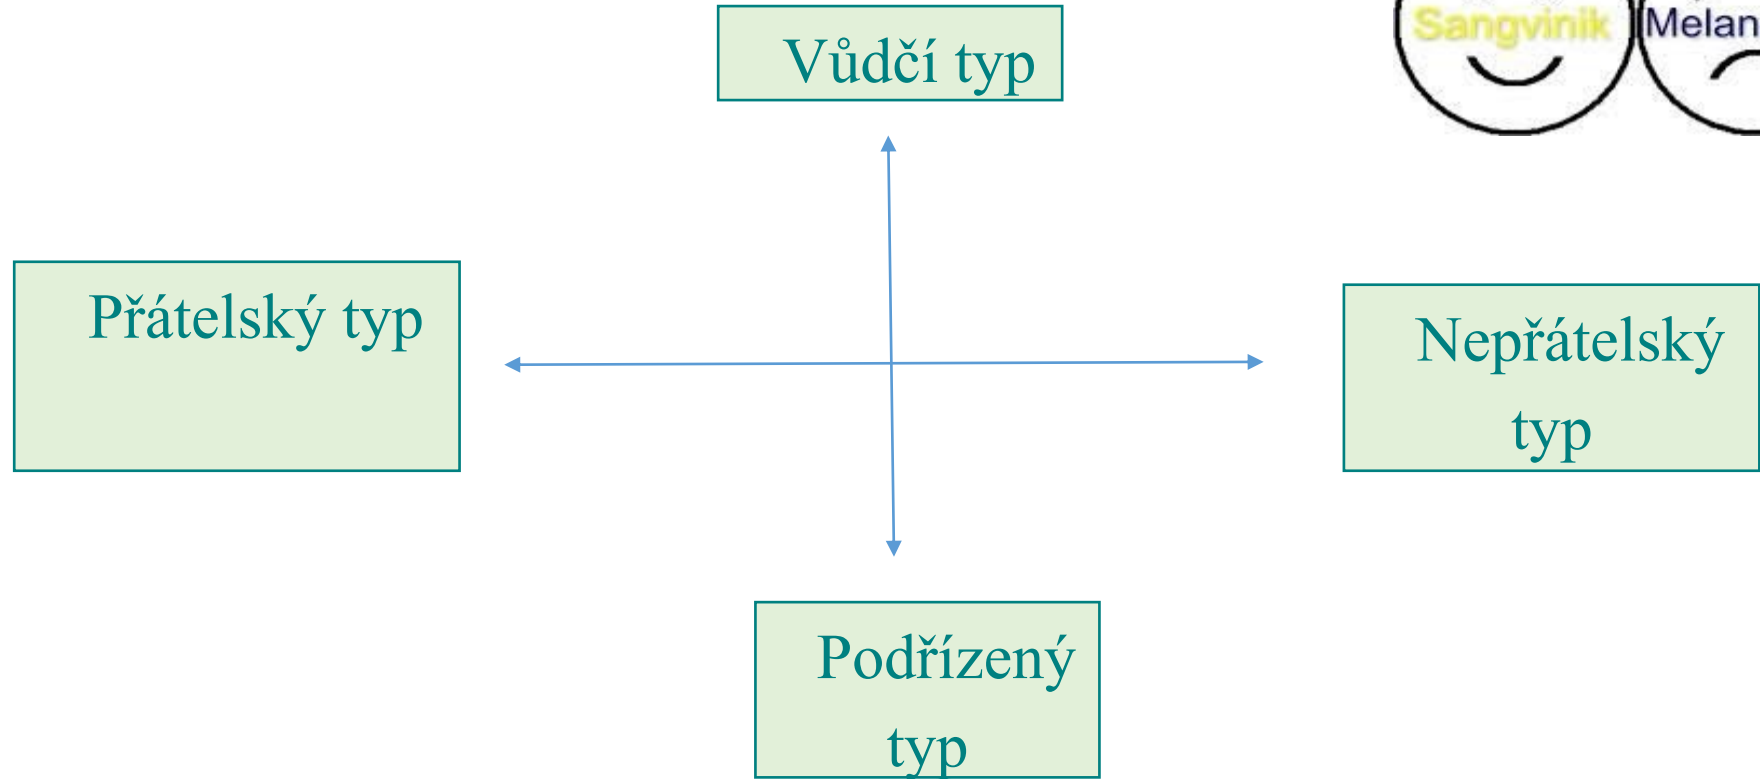 Sangvinik
Melan
Vůdčí typ
Přátelský typ
Nepřátelský
typ
Podřízený
typ